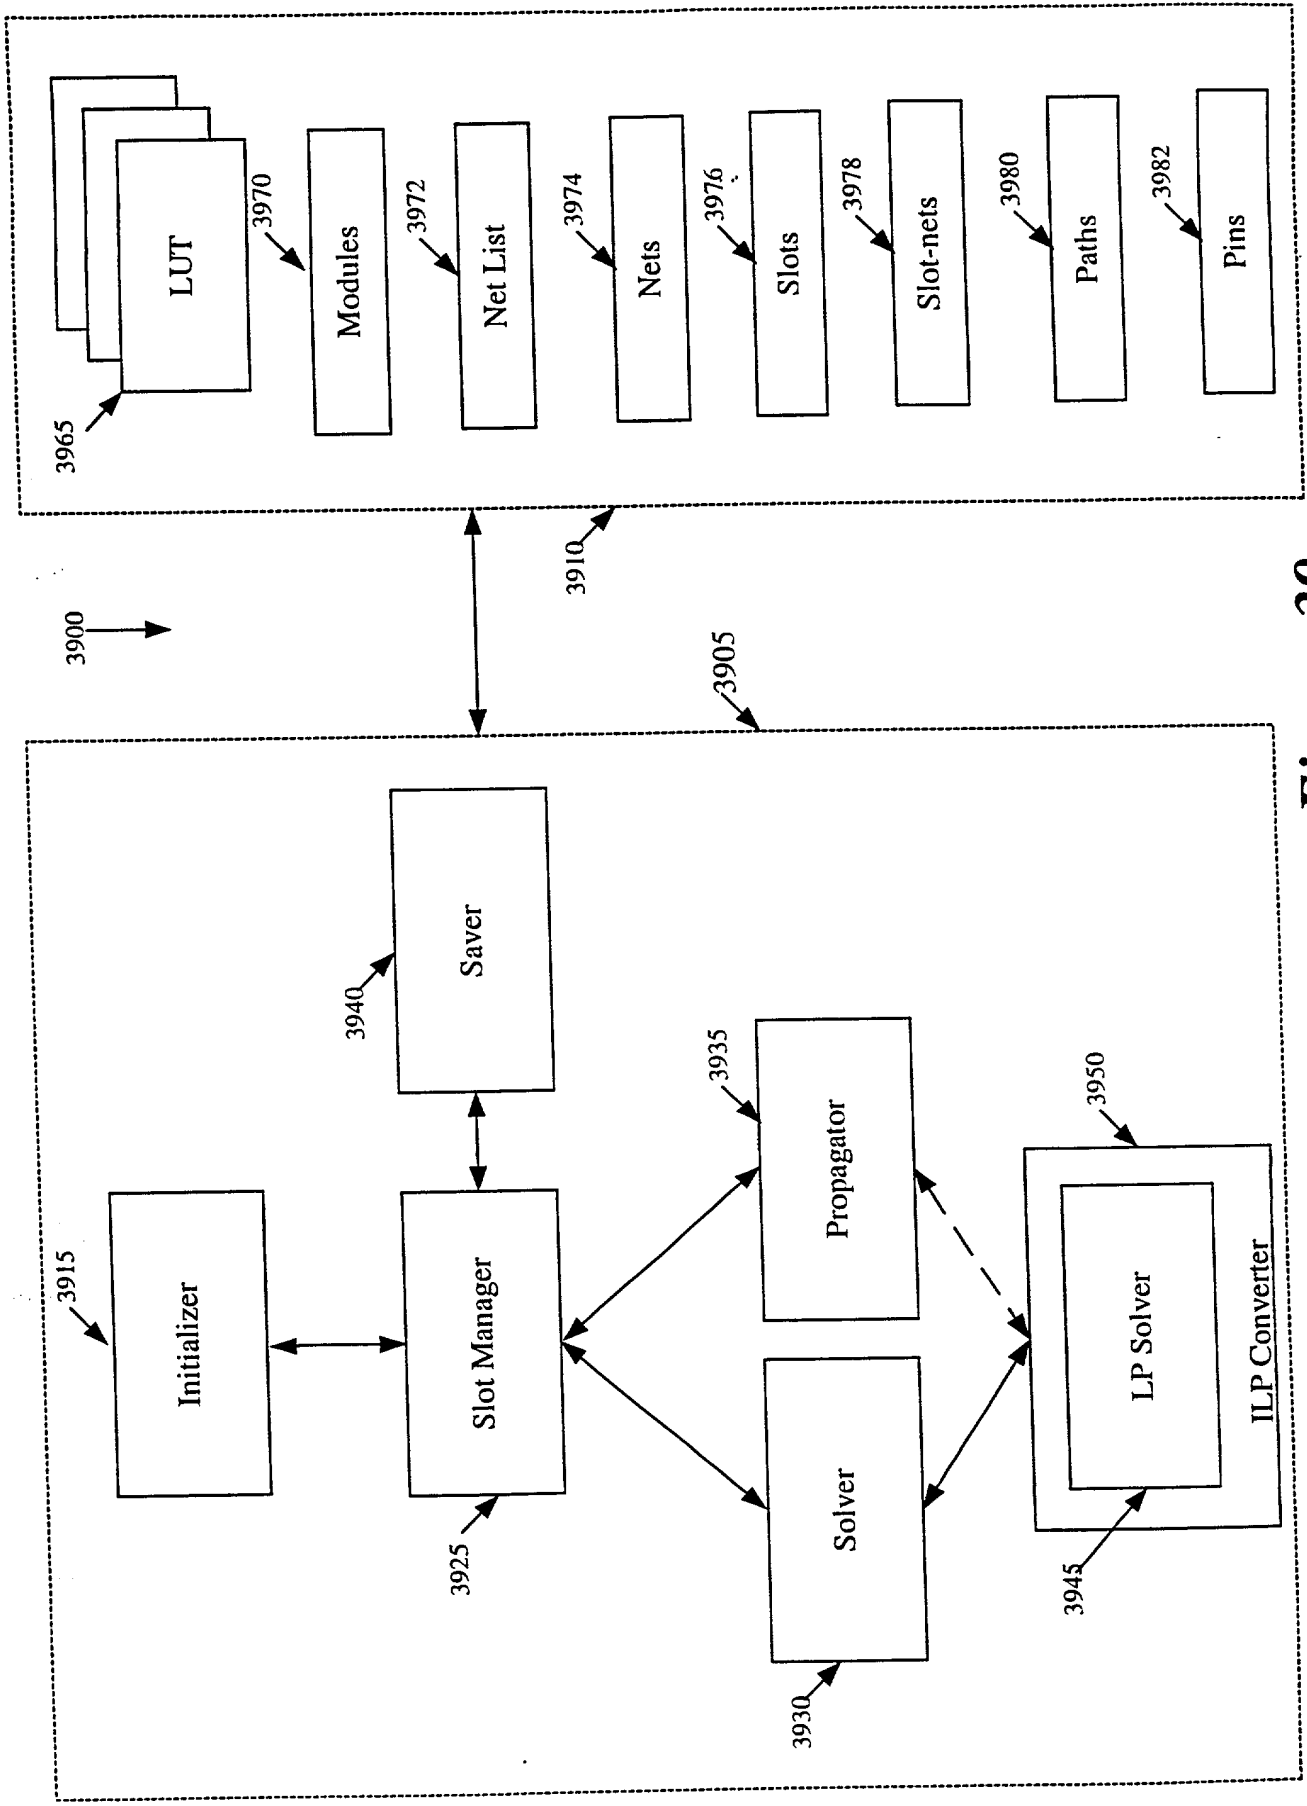 3900
3915
Initializer
3925
Slot Manager
3940
Saver
3930
Solver
3935
Propagator
3945
LP Solver
ILP Converter
3950
3905
3910
3965
LUT
3970
Modules
3972
Net List
3974
Nets
3976
Slots
3978
Slot-nets
3980
Paths
3982
Pins